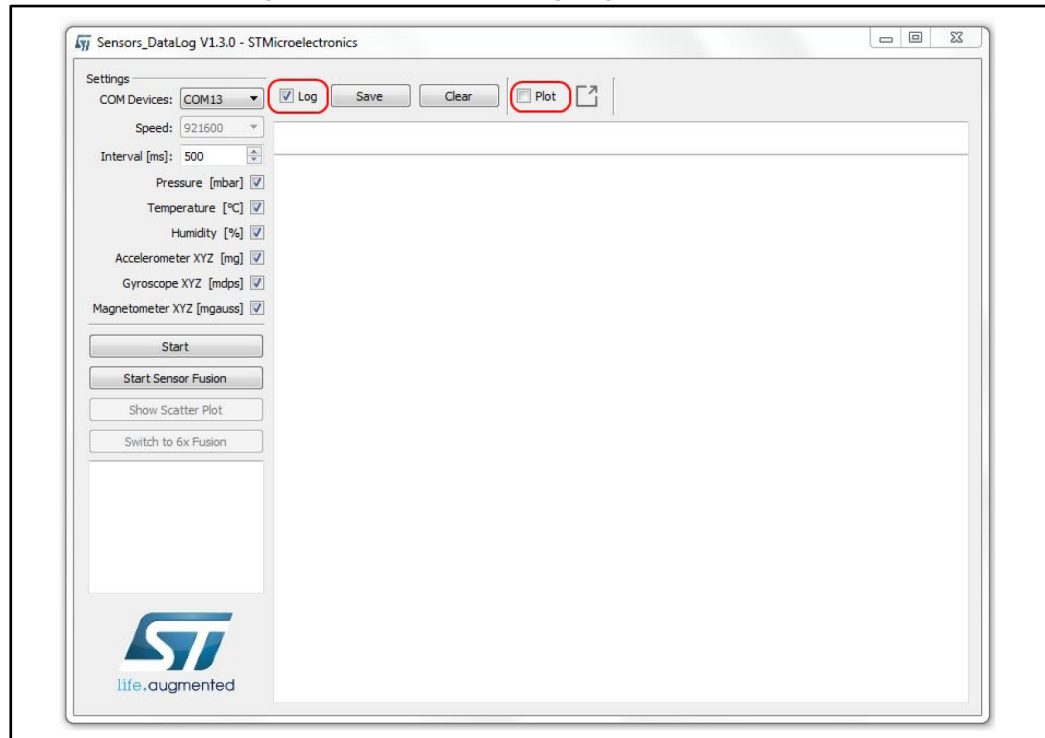 Sensors_DataLog V1.3.0 - STMicroelectronics
Settings
COM Devices: COM13
Log Save Clear Plot
Speed: 921600
Interval [ms]: 500
Pressure [mbar]
Temperature [°C]
Humidity [%]
Accelerometer XYZ [mg]
Gyroscope XYZ [mdps]
Magnetometer XYZ [mgauss]
Start
Start Sensor Fusion
Show Scatter Plot
Switch to 6x Fusion
ST
life.augmented